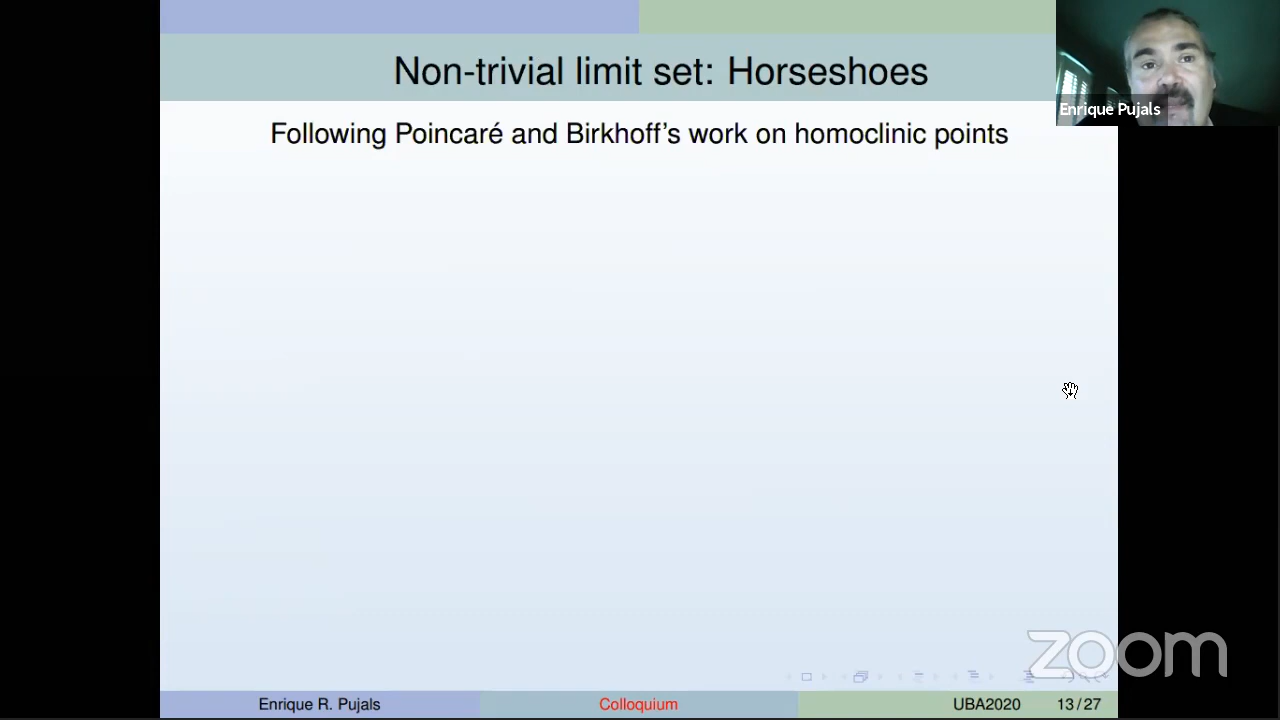 Non-trivial limit set: Horseshoes
Enrique Pujals
Following Poincaré and Birkhoff's work on homoclinic points
zoom
Enrique R. Pujals
Colloquium
UBA2020
13/27